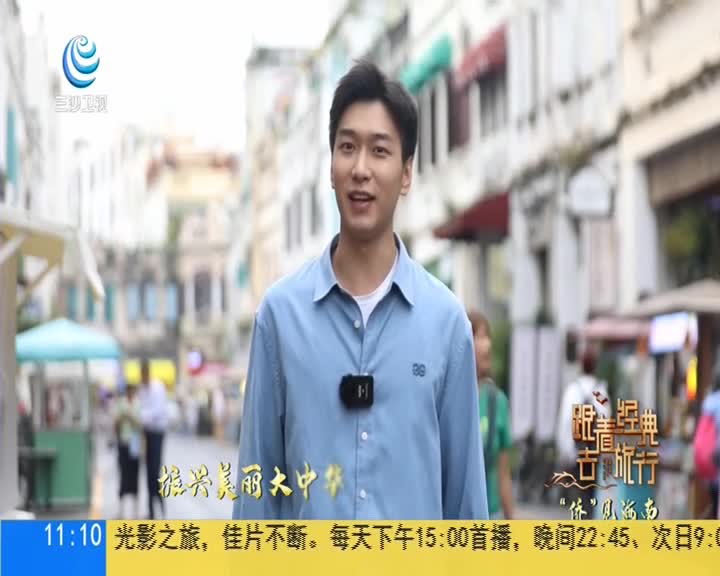 三沙卫视
振兴美丽大中华
跟着经典
去旅行
“侨”见海南
11:10
光影之旅，佳片不断。每天下午15:00首播，晚间22:45、次日9:0